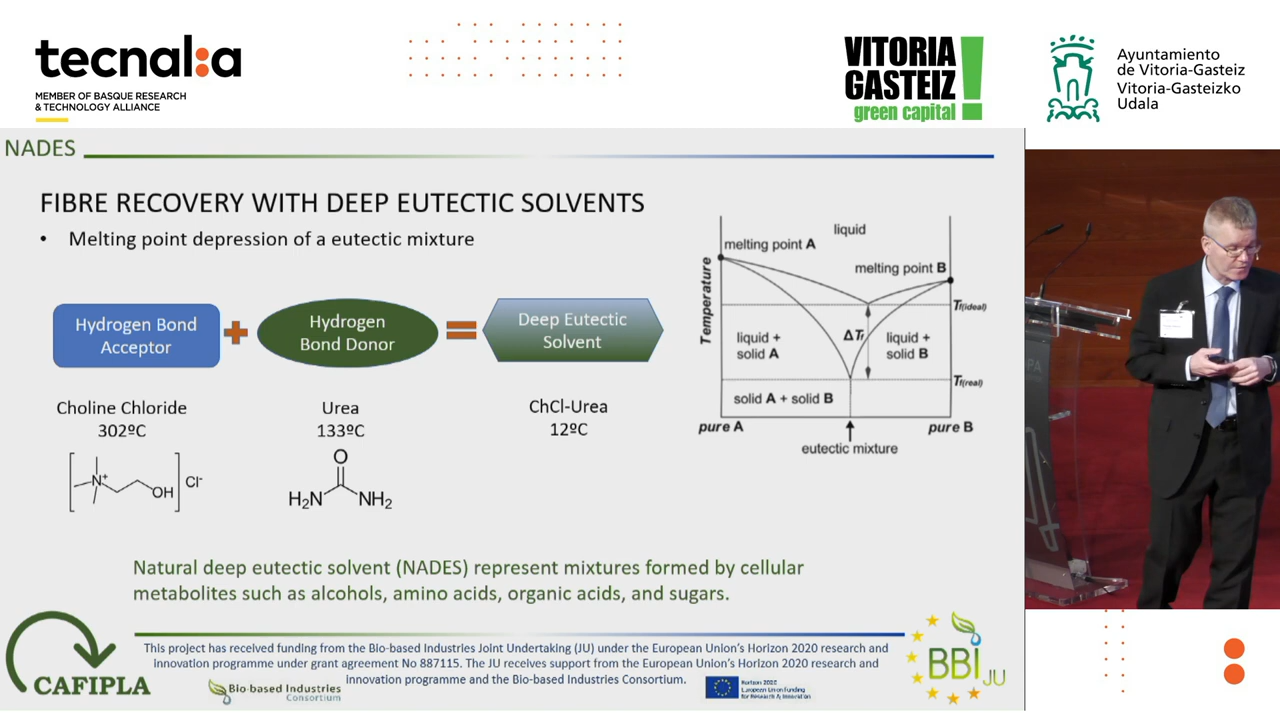 tecnal:a
MEMBER OF BASQUE RESEARCH
& TECHNOLOGY ALLIANCE
VITORIA
GASTEIZ
green capital
Ayuntamiento
de Vitoria-Gasteiz
Vitoria-Gasteizko
Udala
NADES
FIBRE RECOVERY WITH DEEP EUTECTIC SOLVENTS
• Melting point depression of a eutectic mixture
Hydrogen Bond
Acceptor
+
Hydrogen
Bond Donor
=
Deep Eutectic
Solvent
Choline Chloride
302ºC
Urea
133ºC
ChCl-Urea
12ºC
N+
OH
Cl-
O
H2N
NH2
Temperature
melting point A
liquid
melting point B
Tf(ideal)
liquid +
solid A
ΔTf
liquid +
solid B
Tf(real)
solid A + solid B
pure A
pure B
eutectic mixture
Natural deep eutectic solvent (NADES) represent mixtures formed by cellular
metabolites such as alcohols, amino acids, organic acids, and sugars.
CAFIPLA
This project has received funding from the Bio-based Industries Joint Undertaking (JU) under the European Union's Horizon 2020 research and
innovation programme under grant agreement No 887115. The JU receives support from the European Union's Horizon 2020 research and
innovation programme and the Bio-based Industries Consortium.
Bio-based Industries
Consortium
Horizon 2020
European Union Funding
for Research & Innovation
BBI
JU